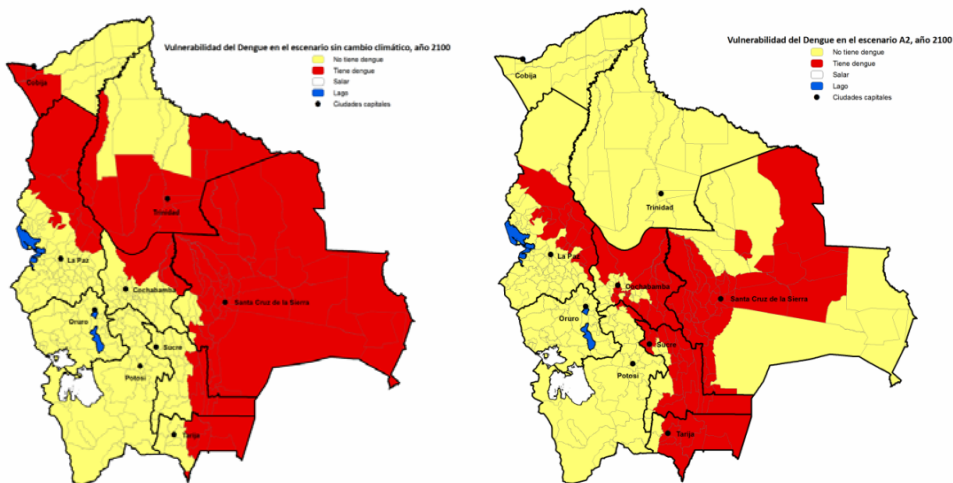 Vulnerabilidad del Dengue en el escenario sin cambio climático, año 2100
No tiene dengue
Tiene dengue
Salar
Lago
Ciudades capitales
Cobija
Trinidad
La Paz
Cochabamba
Santa Cruz de la Sierra
Oruro
Sucre
Potosí
Tarija
Vulnerabilidad del Dengue en el escenario A2, año 2100
No tiene dengue
Tiene dengue
Salar
Lago
Ciudades capitales
Cobija
Trinidad
La Paz
Cochabamba
Santa Cruz de la Sierra
Oruro
Sucre
Potosí
Tarija